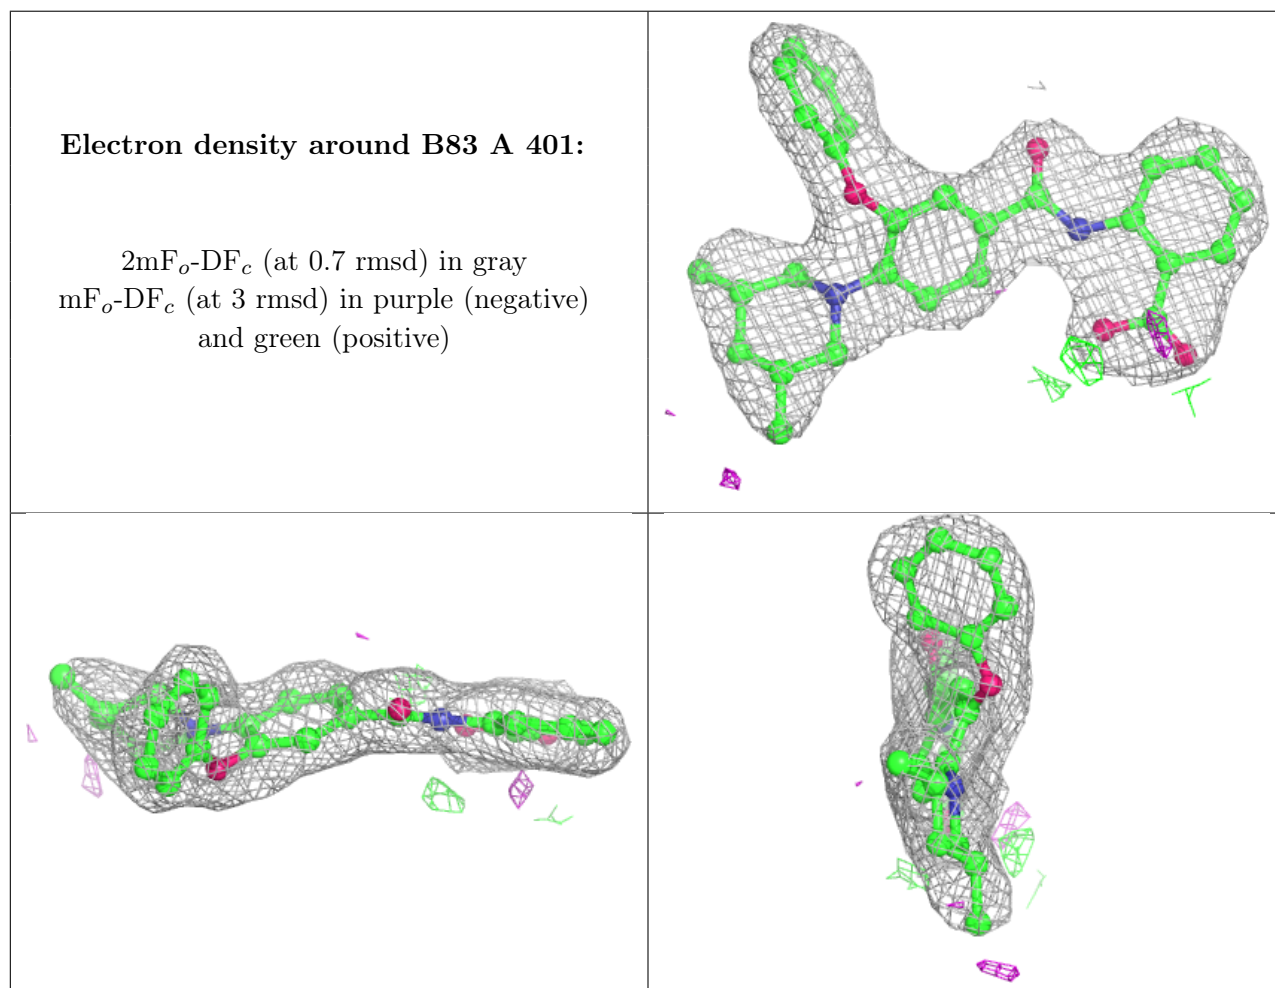 Electron density around B83 A 401:
2mFₒ-DF𝑐 (at 0.7 rmsd) in gray
mFₒ-DF𝑐 (at 3 rmsd) in purple (negative)
and green (positive)